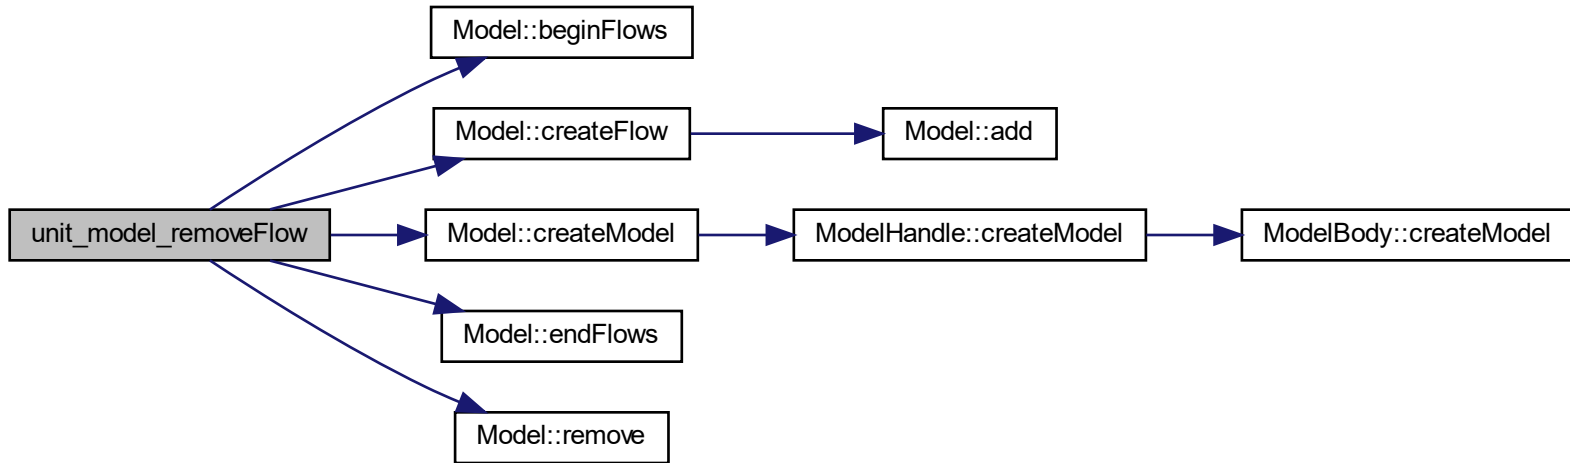 Model::beginFlows
Model::createFlow
Model::add
unit_model_removeFlow
Model::createModel
ModelHandle::createModel
ModelBody::createModel
Model::endFlows
Model::remove